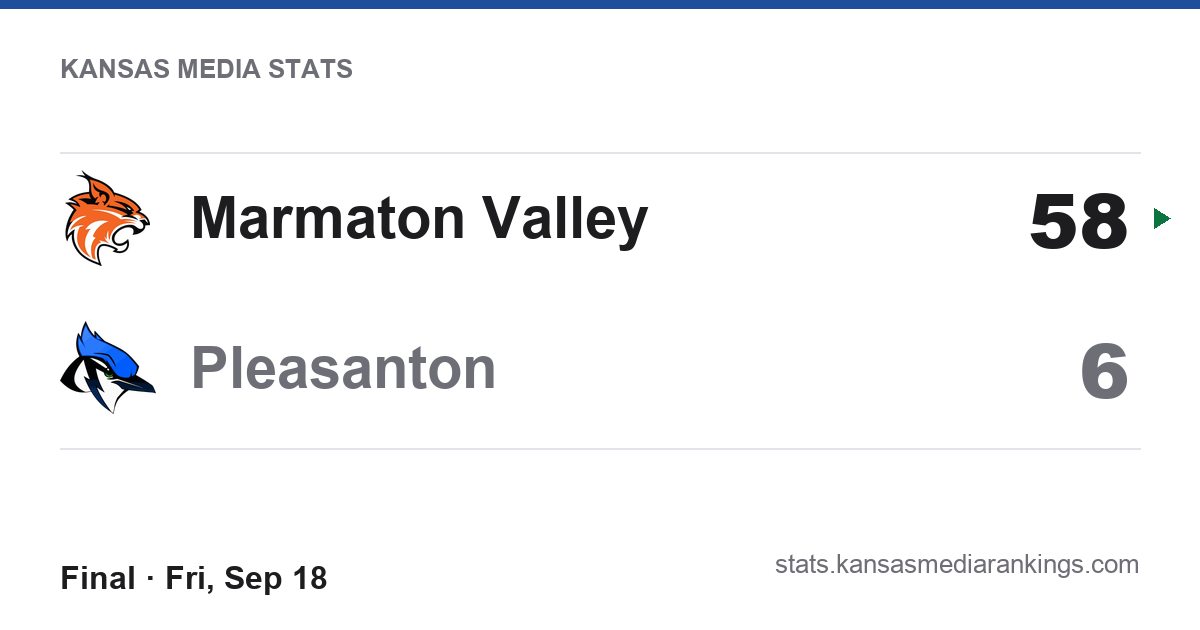 KANSAS MEDIA STATS
Marmaton Valley 58
Pleasanton 6
Final · Fri, Sep 18
stats.kansasmediarankings.com